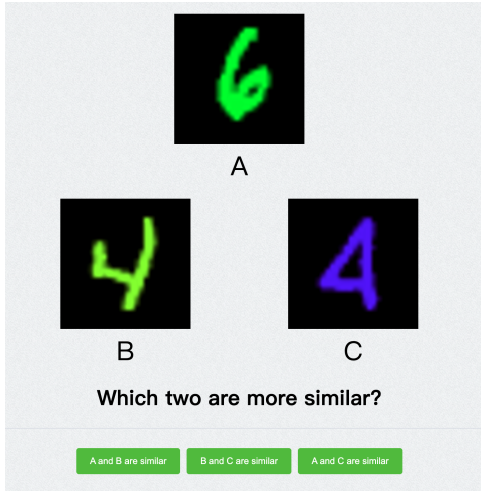 6
A
4 4
B C
Which two are more similar?
A and B are similar B and C are similar A and C are similar